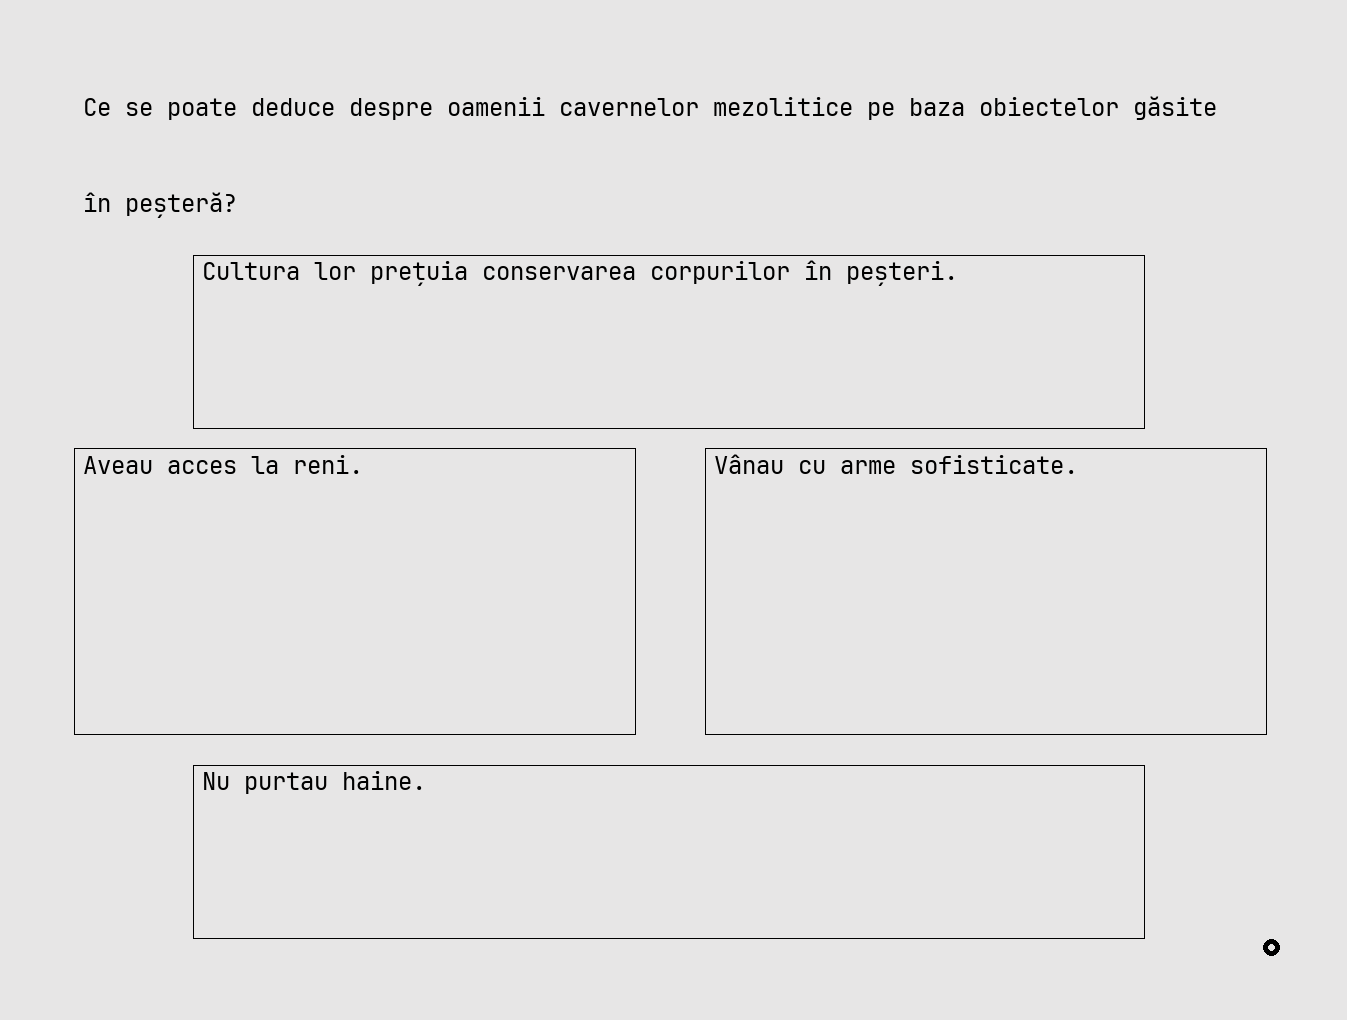 Ce se poate deduce despre oamenii cavernelor mezolitice pe baza obiectelor găsite
în peșteră?
Cultura lor prețuia conservarea corpurilor în peșteri.
Aveau acces la reni.
Vânau cu arme sofisticate.
Nu purtau haine.